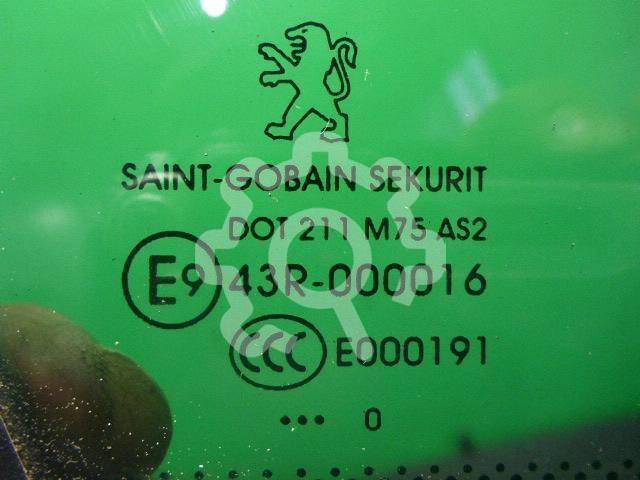 SAINT-GOBAIN SEKURIT
DOT 211 M75 AS2
E9 43R-000016
CCC E000191
••• 0